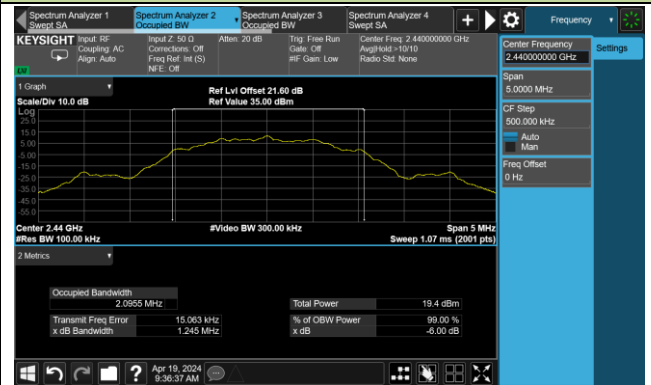 Spectrum Analyzer 1
Swept SA
Spectrum Analyzer 2
Occupied BW
Spectrum Analyzer 3
Occupied BW
Spectrum Analyzer 4
Swept SA
Frequency
KEYSIGHT
Input: RF
Coupling: AC
Align: Auto
Input Z: 50 Ω
Corrections: Off
Freq Ref: Int (S)
NFE: Off
Atten: 20 dB
Trig: Free Run
Gate: Off
#IF Gain: Low
Center Freq: 2.440000000 GHz
Avg|Hold:>10/10
Radio Std: None
Center Frequency
2.440000000 GHz
Settings
Span
5.0000 MHz
CF Step
500.000 kHz
Auto
Man
Freq Offset
0 Hz
1 Graph
Scale/Div 10.0 dB
Ref Lvl Offset 21.60 dB
Ref Value 35.00 dBm
Log
25.0
15.0
5.00
-5.00
-15.0
-25.0
-35.0
-45.0
-55.0
Center 2.44 GHz
#Res BW 100.00 kHz
#Video BW 300.00 kHz
Span 5 MHz
Sweep 1.07 ms (2001 pts)
2 Metrics
Occupied Bandwidth
2.0955 MHz
Total Power 19.4 dBm
Transmit Freq Error 15.063 kHz
% of OBW Power 99.00 %
x dB Bandwidth 1.245 MHz
x dB -6.00 dB
Apr 19, 2024
9:36:37 AM